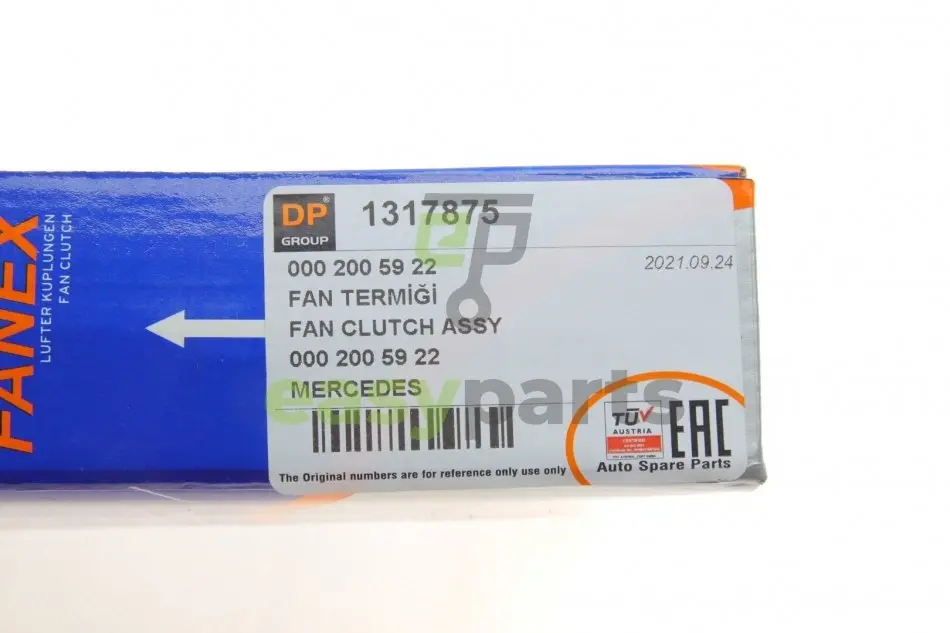 FANEX
LUFTER KUPLUNGEN
FAN CLUTCH
DP®
GROUP
1317875
000 200 59 22
2021.09.24
FAN TERMİĞİ
FAN CLUTCH ASSY
000 200 59 22
MERCEDES
easyparts
TÜV
AUSTRIA
CERTIFIED
EAC
Auto Spare Parts
The Original numbers are for reference only use only